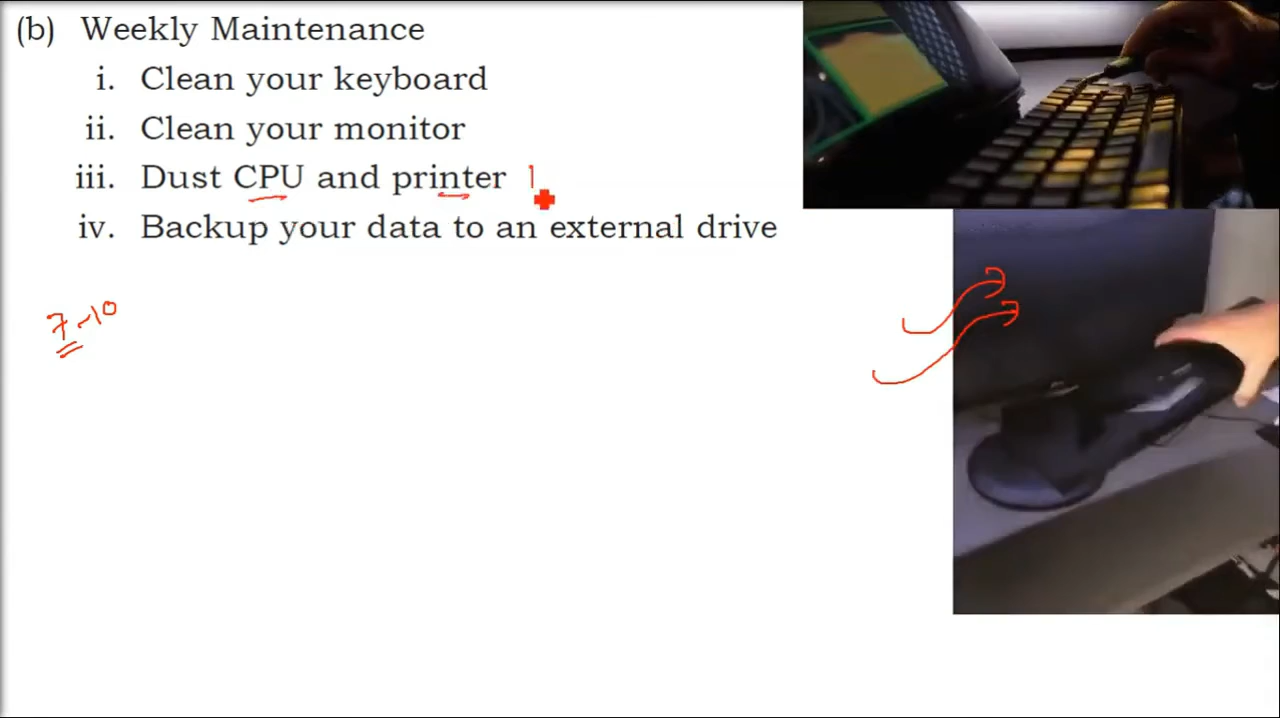 (b) Weekly Maintenance
i. Clean your keyboard
ii. Clean your monitor
iii. Dust CPU and printer
iv. Backup your data to an external drive
7-10